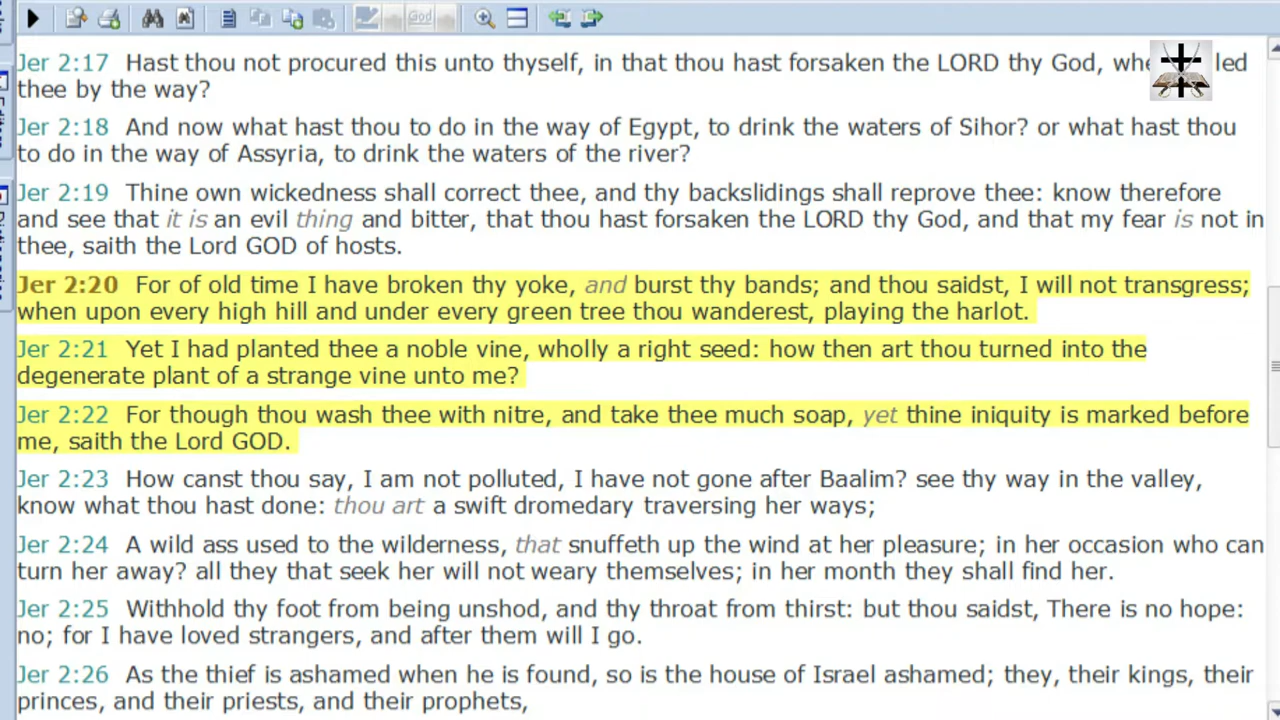 God
Jer 2:17 Hast thou not procured this unto thyself, in that thou hast forsaken the LORD thy God, led
thee by the way?
Jer 2:18 And now what hast thou to do in the way of Egypt, to drink the waters of Sihor? or what hast thou
to do in the way of Assyria, to drink the waters of the river?
Jer 2:19 Thine own wickedness shall correct thee, and thy backslidings shall reprove thee: know therefore
and see that it is an evil thing and bitter, that thou hast forsaken the LORD thy God, and that my fear is not in
thee, saith the Lord GOD of hosts.
Jer 2:20 For of old time I have broken thy yoke, and burst thy bands; and thou saidst, I will not transgress;
when upon every high hill and under every green tree thou wanderest, playing the harlot.
Jer 2:21 Yet I had planted thee a noble vine, wholly a right seed: how then art thou turned into the
degenerate plant of a strange vine unto me?
Jer 2:22 For though thou wash thee with nitre, and take thee much soap, yet thine iniquity is marked before
me, saith the Lord GOD.
Jer 2:23 How canst thou say, I am not polluted, I have not gone after Baalim? see thy way in the valley,
know what thou hast done: thou art a swift dromedary traversing her ways;
Jer 2:24 A wild ass used to the wilderness, that snuffeth up the wind at her pleasure; in her occasion who can
turn her away? all they that seek her will not weary themselves; in her month they shall find her.
Jer 2:25 Withhold thy foot from being unshod, and thy throat from thirst: but thou saidst, There is no hope:
no; for I have loved strangers, and after them will I go.
Jer 2:26 As the thief is ashamed when he is found, so is the house of Israel ashamed; they, their kings, their
princes, and their priests, and their prophets,